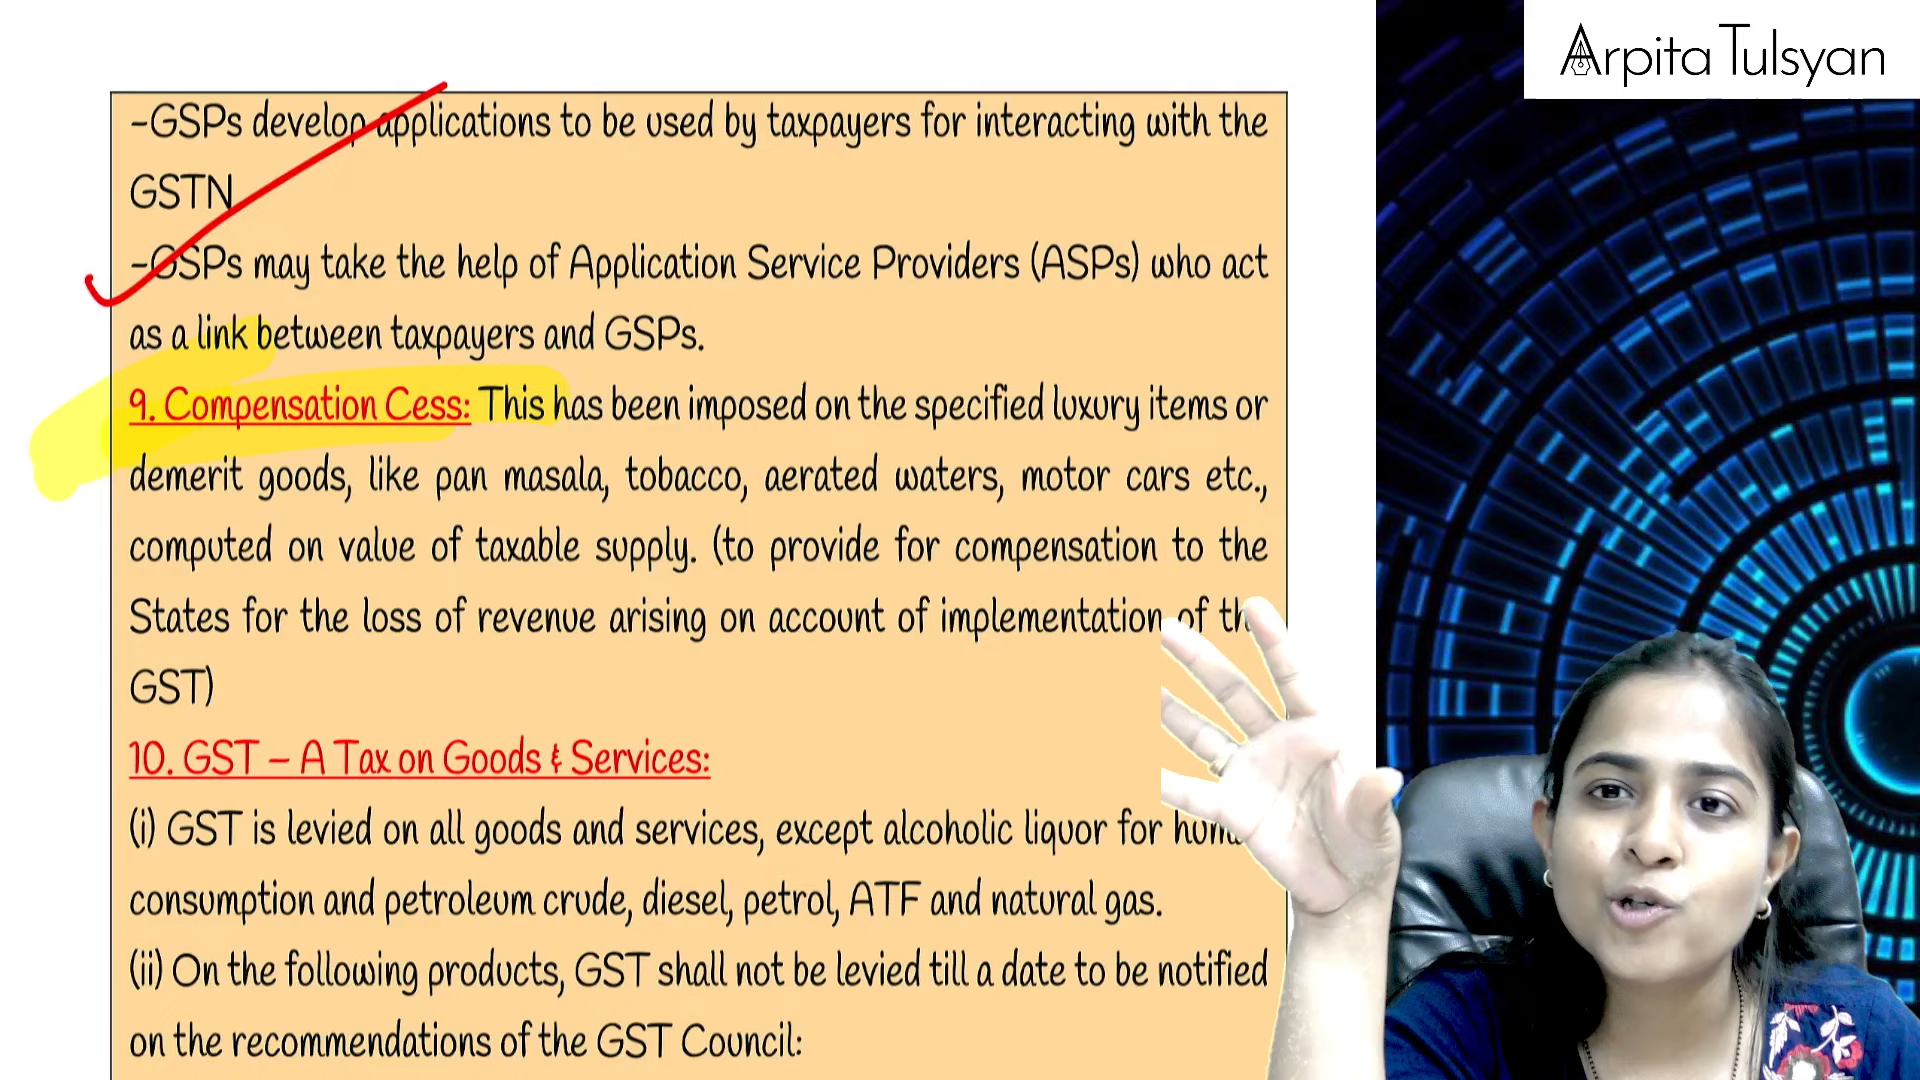 Arpita Tulsyan
-GSPs develop applications to be used by taxpayers for interacting with the
GSTN
-GSPs may take the help of Application Service Providers (ASPs) who act
as a link between taxpayers and GSPs.
9. Compensation Cess: This has been imposed on the specified luxury items or
demerit goods, like pan masala, tobacco, aerated waters, motor cars etc.,
computed on value of taxable supply. (to provide for compensation to the
States for the loss of revenue arising on account of implementation of the
GST)
10. GST – A Tax on Goods & Services:
(i) GST is levied on all goods and services, except alcoholic liquor for
consumption and petroleum crude, diesel, petrol, ATF and natural gas.
(ii) On the following products, GST shall not be levied till a date to be notified
on the recommendations of the GST Council: